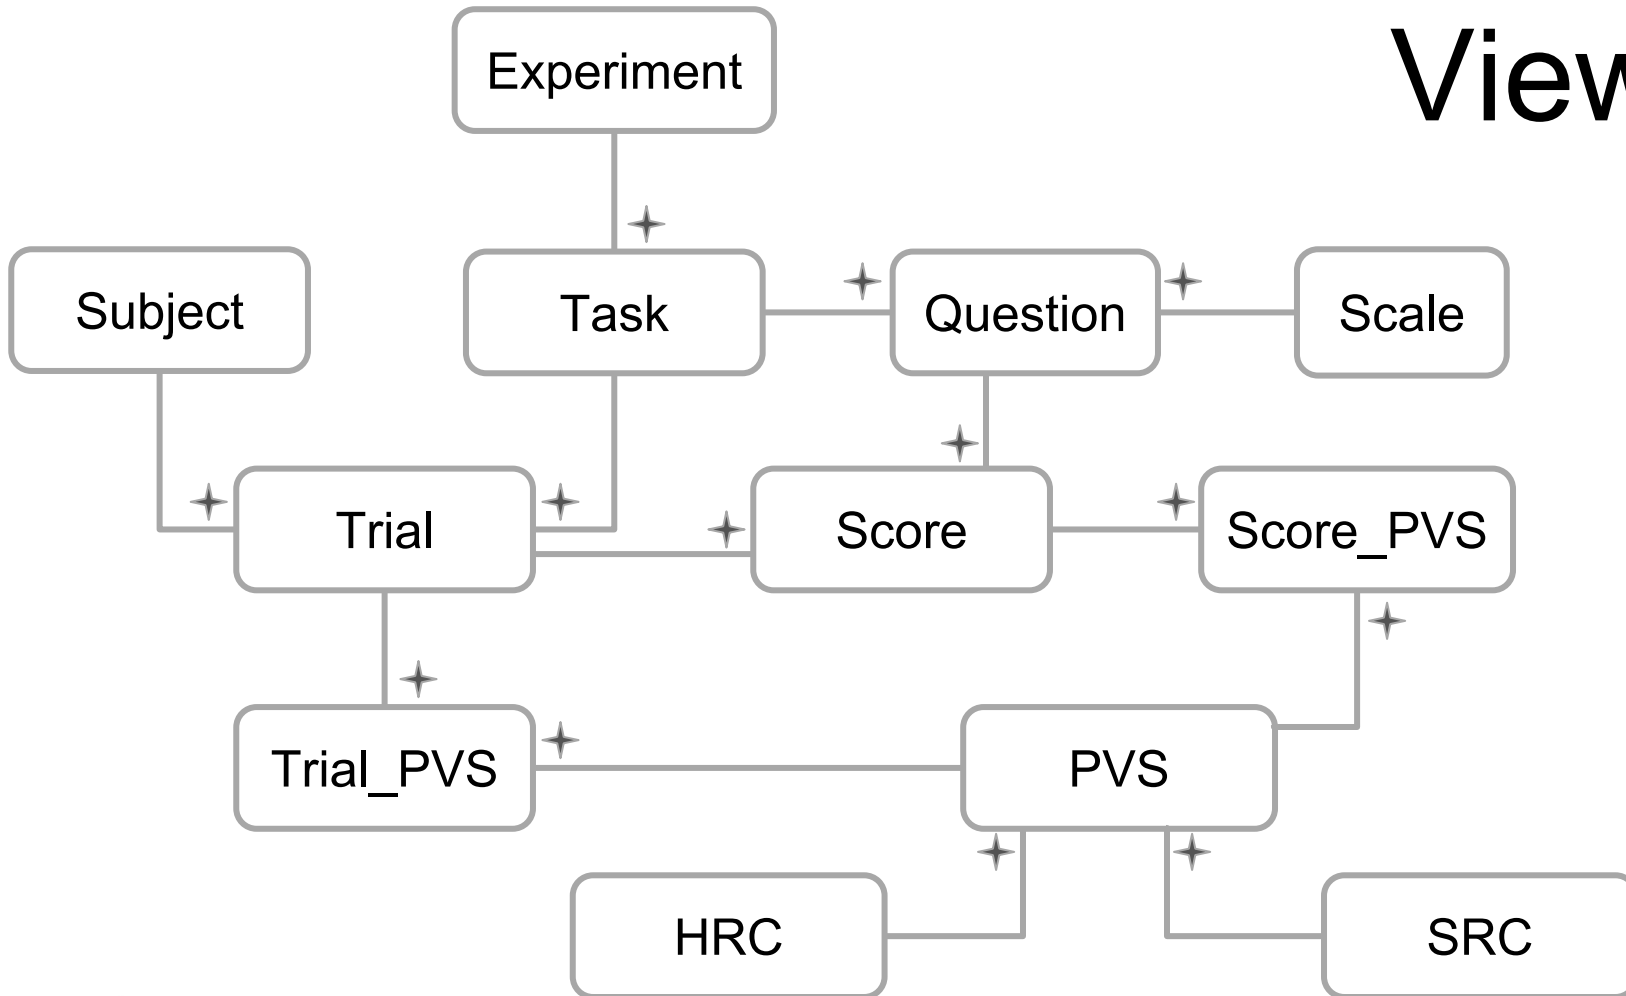 Experiment
View
Subject
Task
Question
Scale
Trial
Score
Score_PVS
Trial_PVS
PVS
HRC
SRC